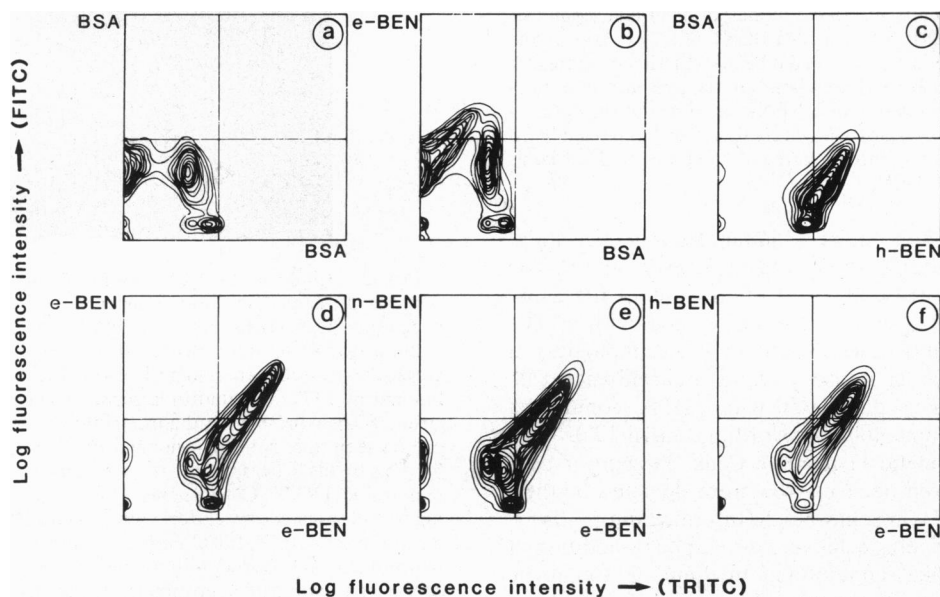 BSA
a
BSA
e-BEN
b
BSA
BSA
c
h-BEN
e-BEN
d
e-BEN
n-BEN
e
e-BEN
h-BEN
f
e-BEN
Log fluorescence intensity → (FITC)
Log fluorescence intensity → (TRITC)